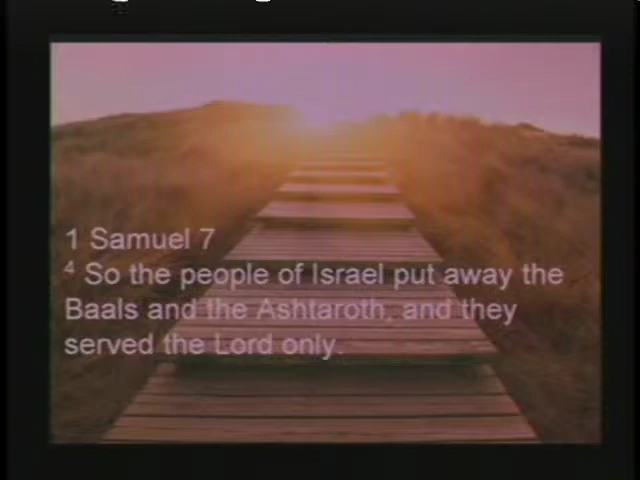 1 Samuel 7
4 So the people of Israel put away the
Baals and the Ashtaroth, and they
served the Lord only.